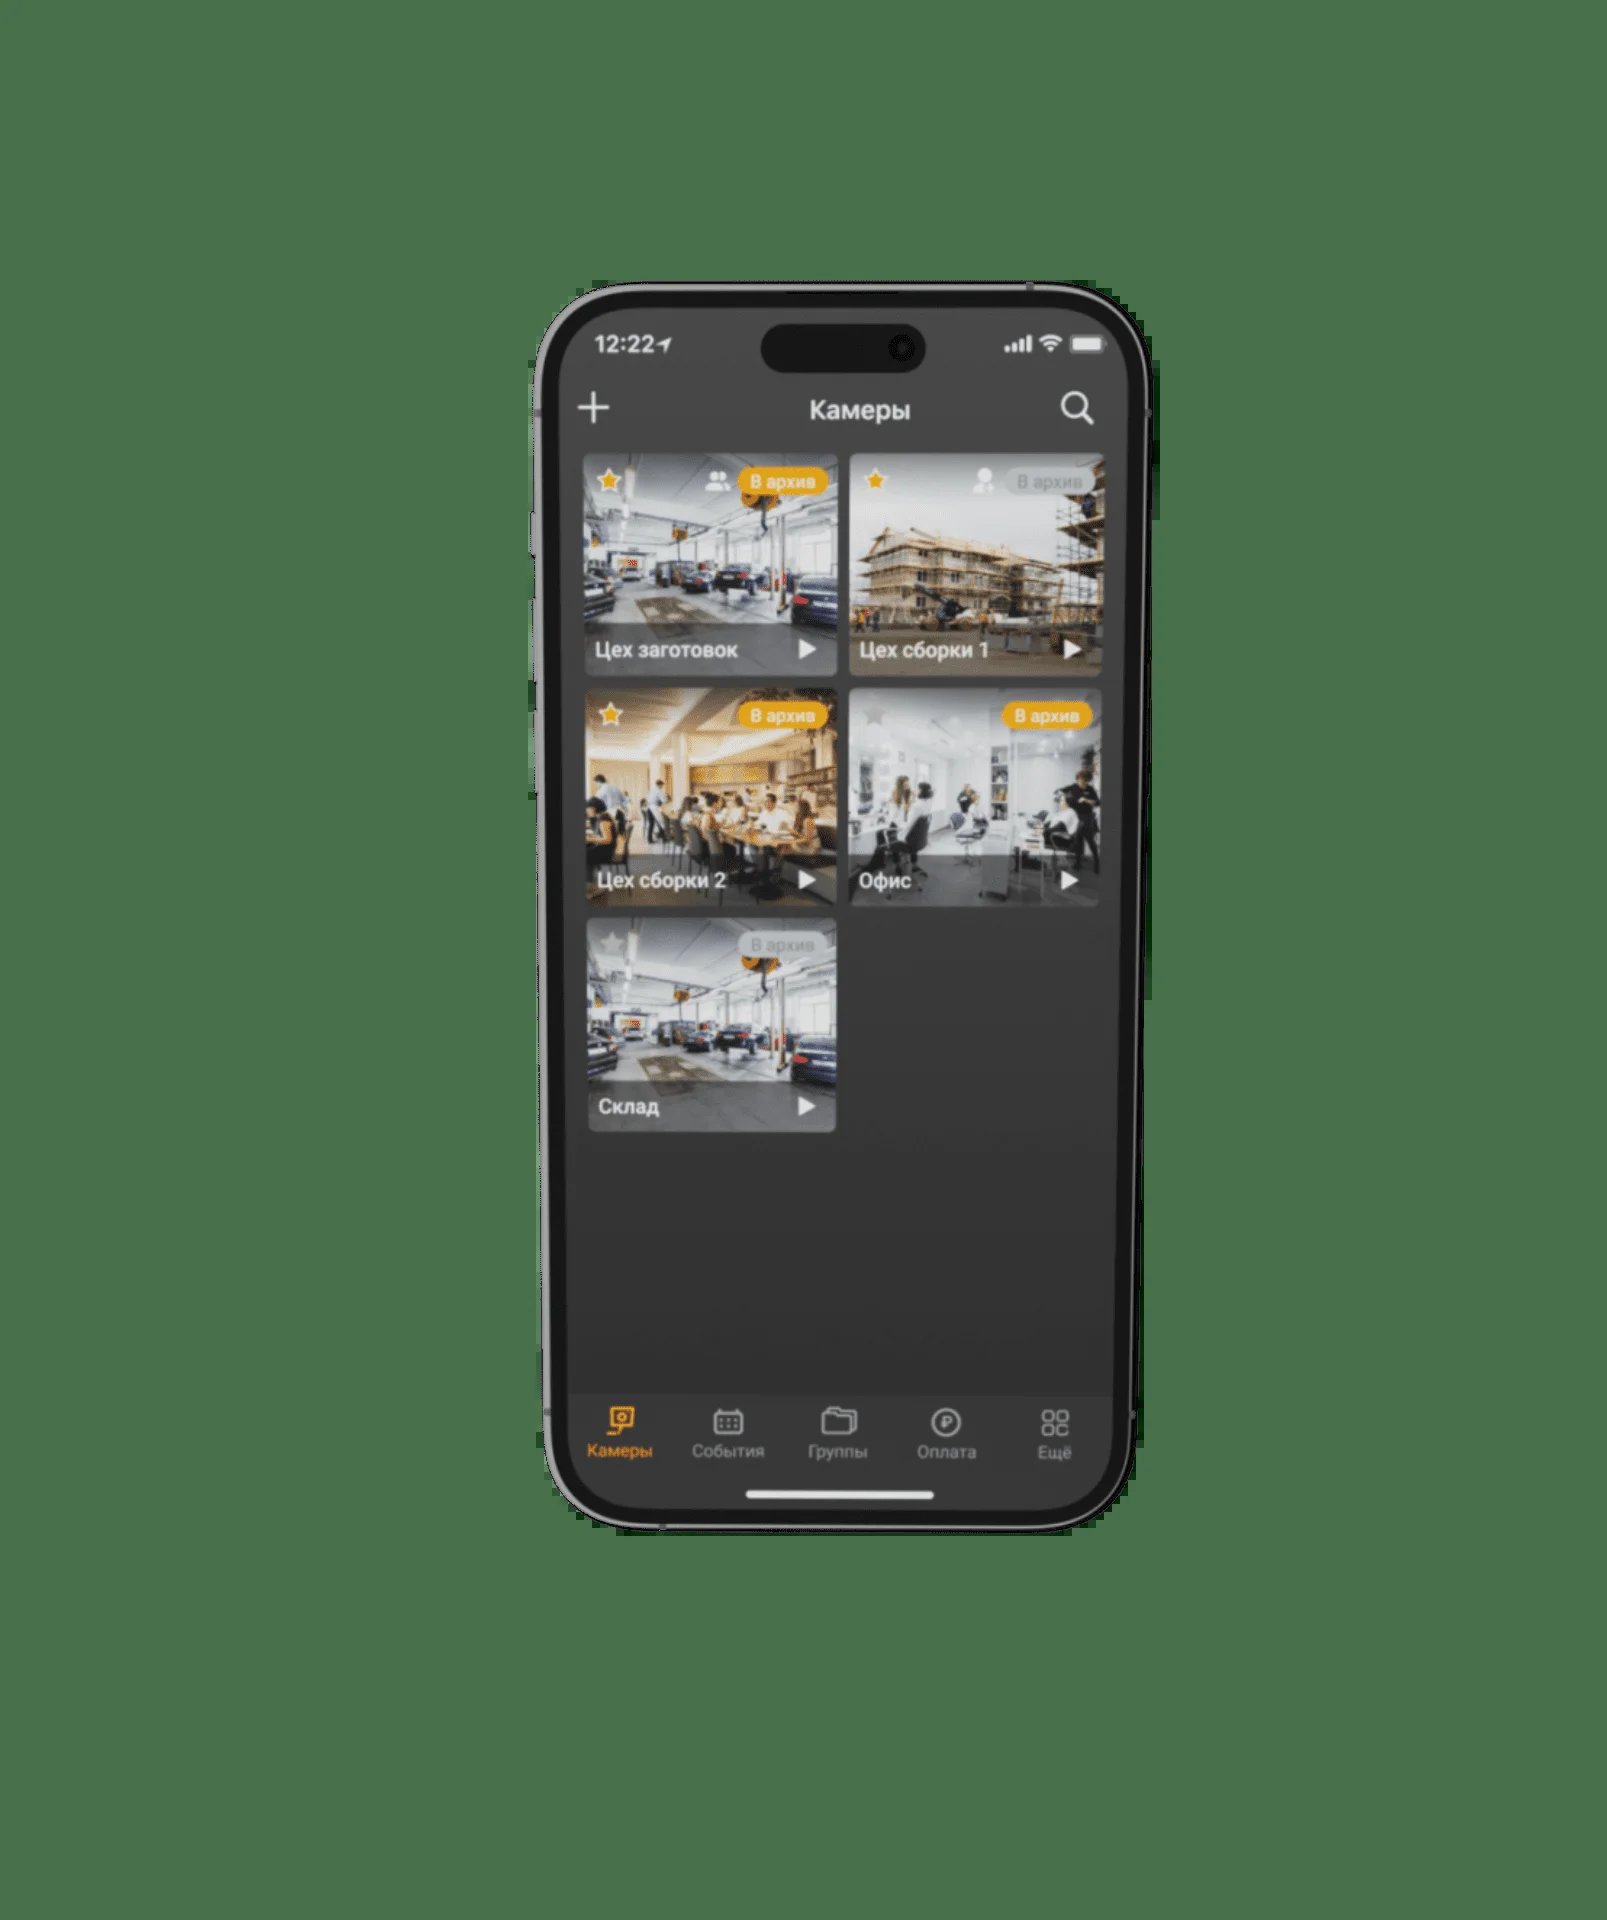 12:22
Камеры
В архив
В архив
Цех заготовок
Цех сборки 1
В архив
В архив
Цех сборки 2
Офис
В архив
Склад
Камеры
События
Группы
Оплата
Ещё